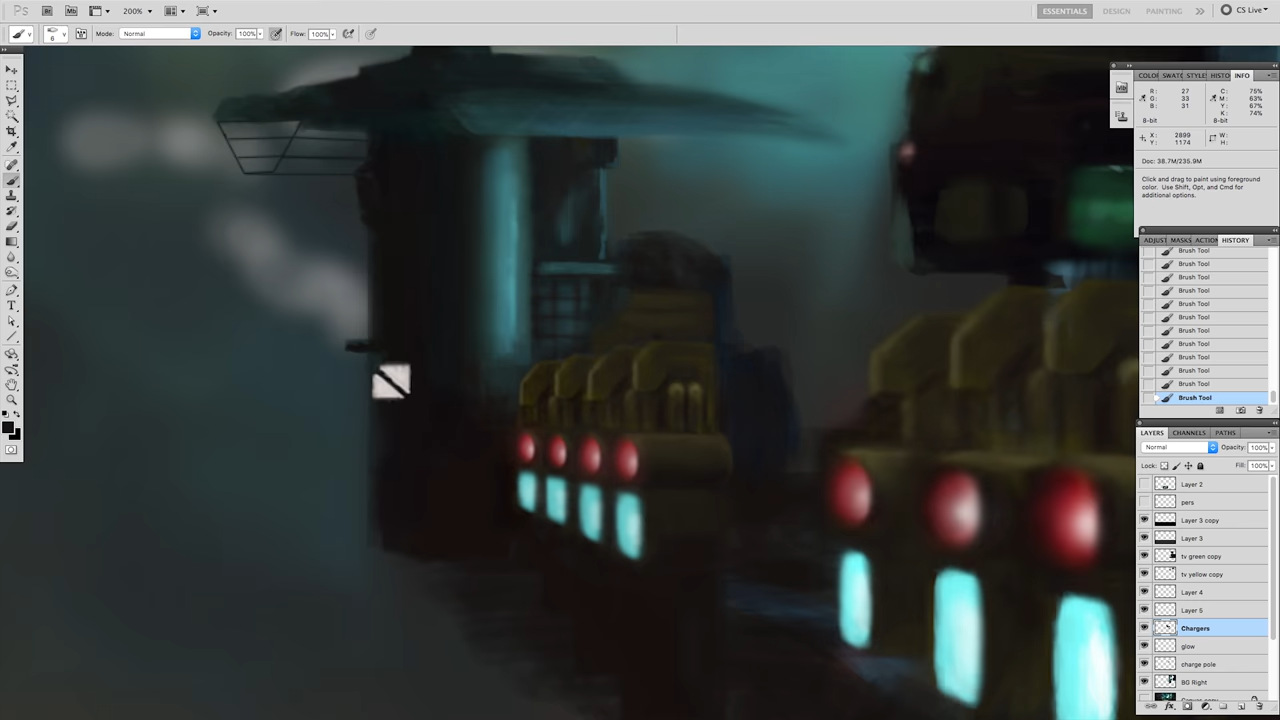 Ps Br Mb 200% ESSENTIALS DESIGN PAINTING CS Live
6 Mode: Normal Opacity: 100% Flow: 100%
COLOR SWATC STYLES HISTO INFO
R: 27 C: 75%
G: 33 M: 63%
B: 31 Y: 67%
K: 74%
8-bit 8-bit
X: 2899 W:
Y: 1174 H:
Doc: 38.7M/235.9M
Click and drag to paint using foreground
color. Use Shift, Opt, and Cmd for
additional options.
ADJUST MASKS ACTION HISTORY
Brush Tool
Brush Tool
Brush Tool
Brush Tool
Brush Tool
Brush Tool
Brush Tool
Brush Tool
Brush Tool
Brush Tool
Brush Tool
Brush Tool
LAYERS CHANNELS PATHS
Normal Opacity: 100%
Lock: Fill: 100%
Layer 2
pers
Layer 3 copy
Layer 3
tv green copy
tv yellow copy
Layer 4
Layer 5
Chargers
glow
charge pole
BG Right